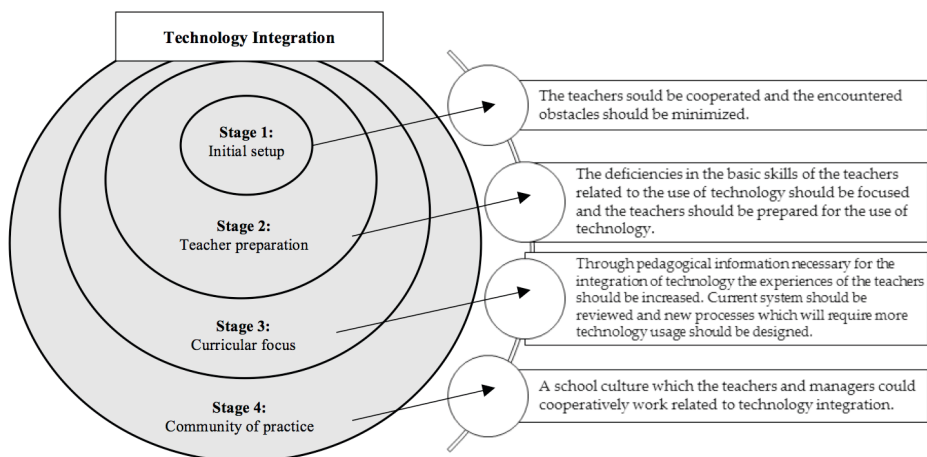 Technology Integration
Stage 1:
Initial setup
Stage 2:
Teacher preparation
Stage 3:
Curricular focus
Stage 4:
Community of practice
The teachers sould be cooperated and the encountered
obstacles should be minimized.
The deficiencies in the basic skills of the teachers
related to the use of technology should be focused
and the teachers should be prepared for the use of
technology.
Through pedagogical information necessary for the
integration of technology the experiences of the teachers
should be increased. Current system should be
reviewed and new processes which will require more
technology usage should be designed.
A school culture which the teachers and managers could
cooperatively work related to technology integration.